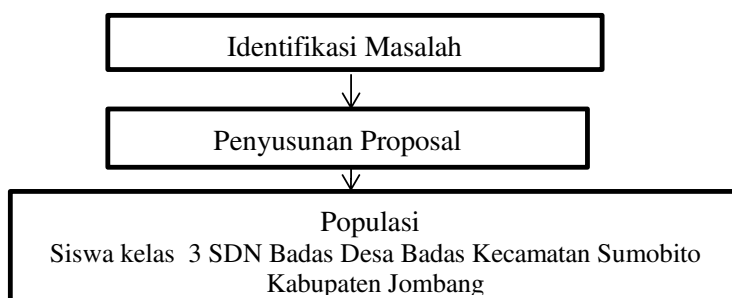 Identifikasi Masalah
Penyusunan Proposal
Populasi
Siswa kelas  3 SDN Badas Desa Badas Kecamatan Sumobito
Kabupaten Jombang